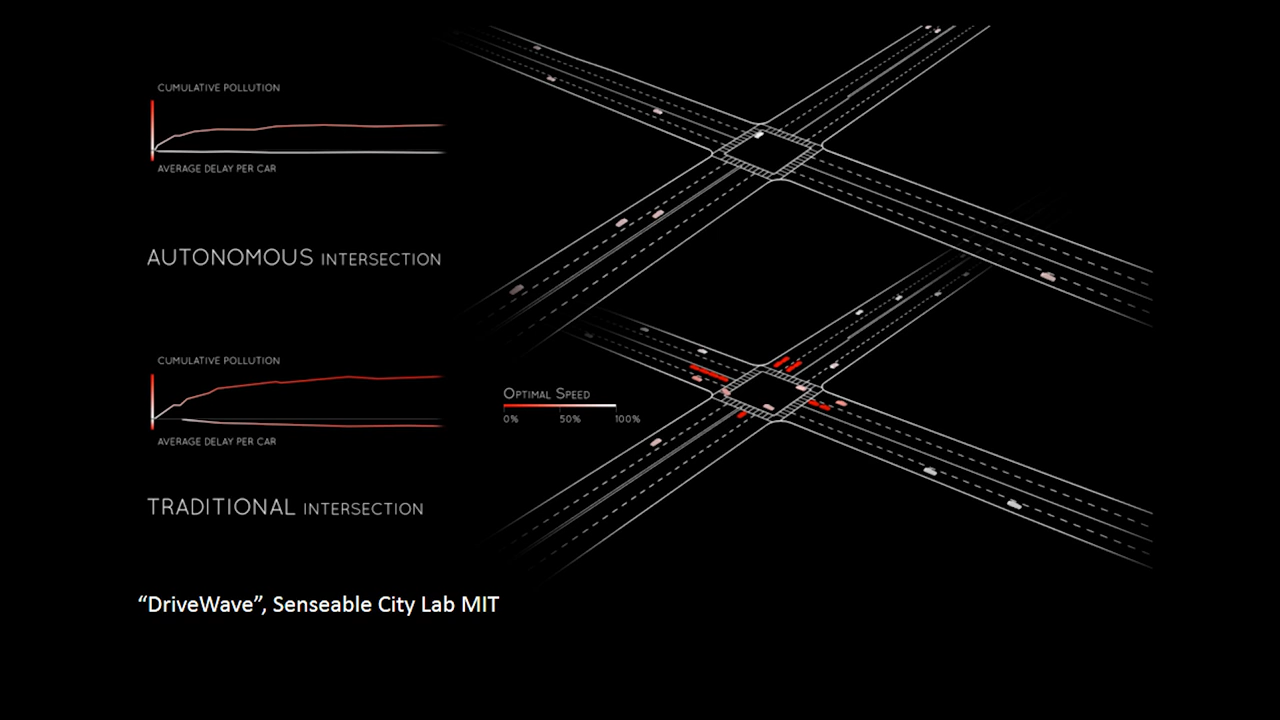 CUMULATIVE POLLUTION
AVERAGE DELAY PER CAR
AUTONOMOUS INTERSECTION
CUMULATIVE POLLUTION
AVERAGE DELAY PER CAR
OPTIMAL SPEED
0% 50% 100%
TRADITIONAL INTERSECTION
“DriveWave”, Senseable City Lab MIT